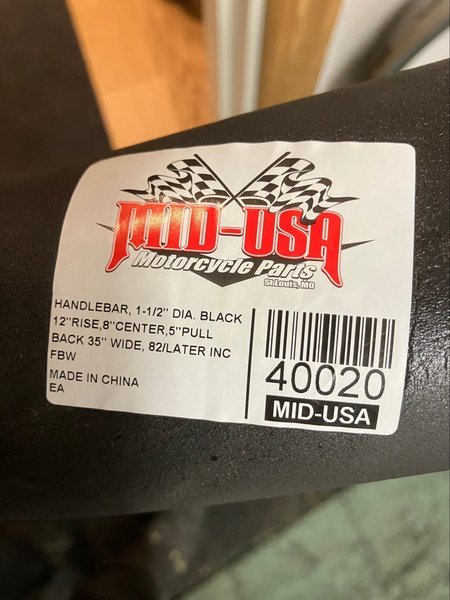 MID-USA
Motorcycle Parts
St Louis, MO
HANDLEBAR, 1-1/2" DIA. BLACK
12"RISE,8"CENTER,5"PULL
BACK 35" WIDE, 82/LATER INC
FBW
MADE IN CHINA
EA
40020
MID-USA